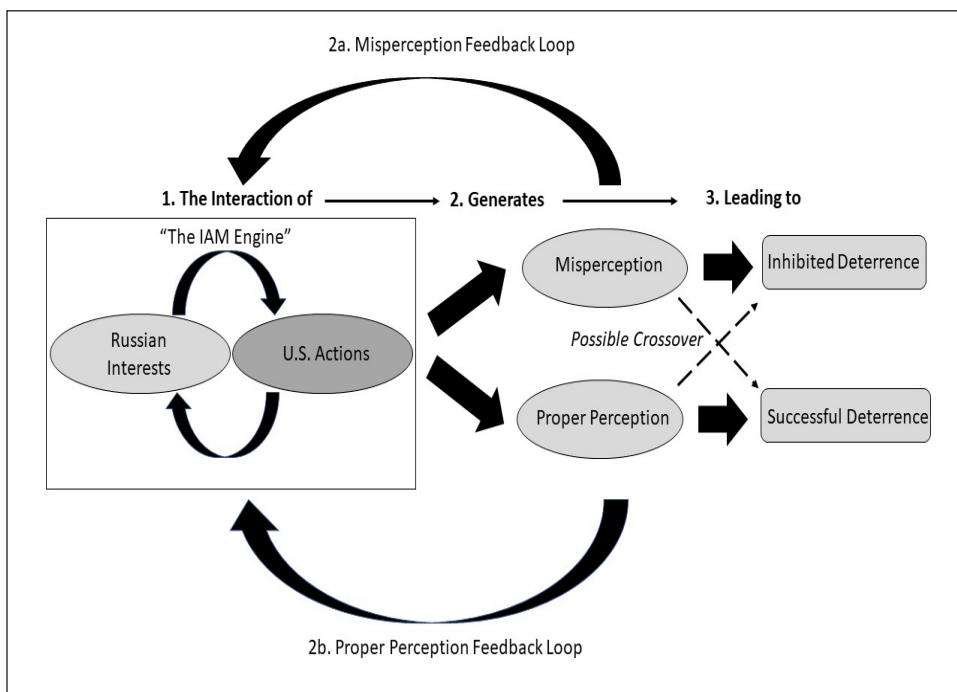 2a. Misperception Feedback Loop
1. The Interaction of
2. Generates
3. Leading to
“The IAM Engine”
Misperception
Inhibited Deterrence
Russian
Interests
U.S. Actions
Possible Crossover
Proper Perception
Successful Deterrence
2b. Proper Perception Feedback Loop